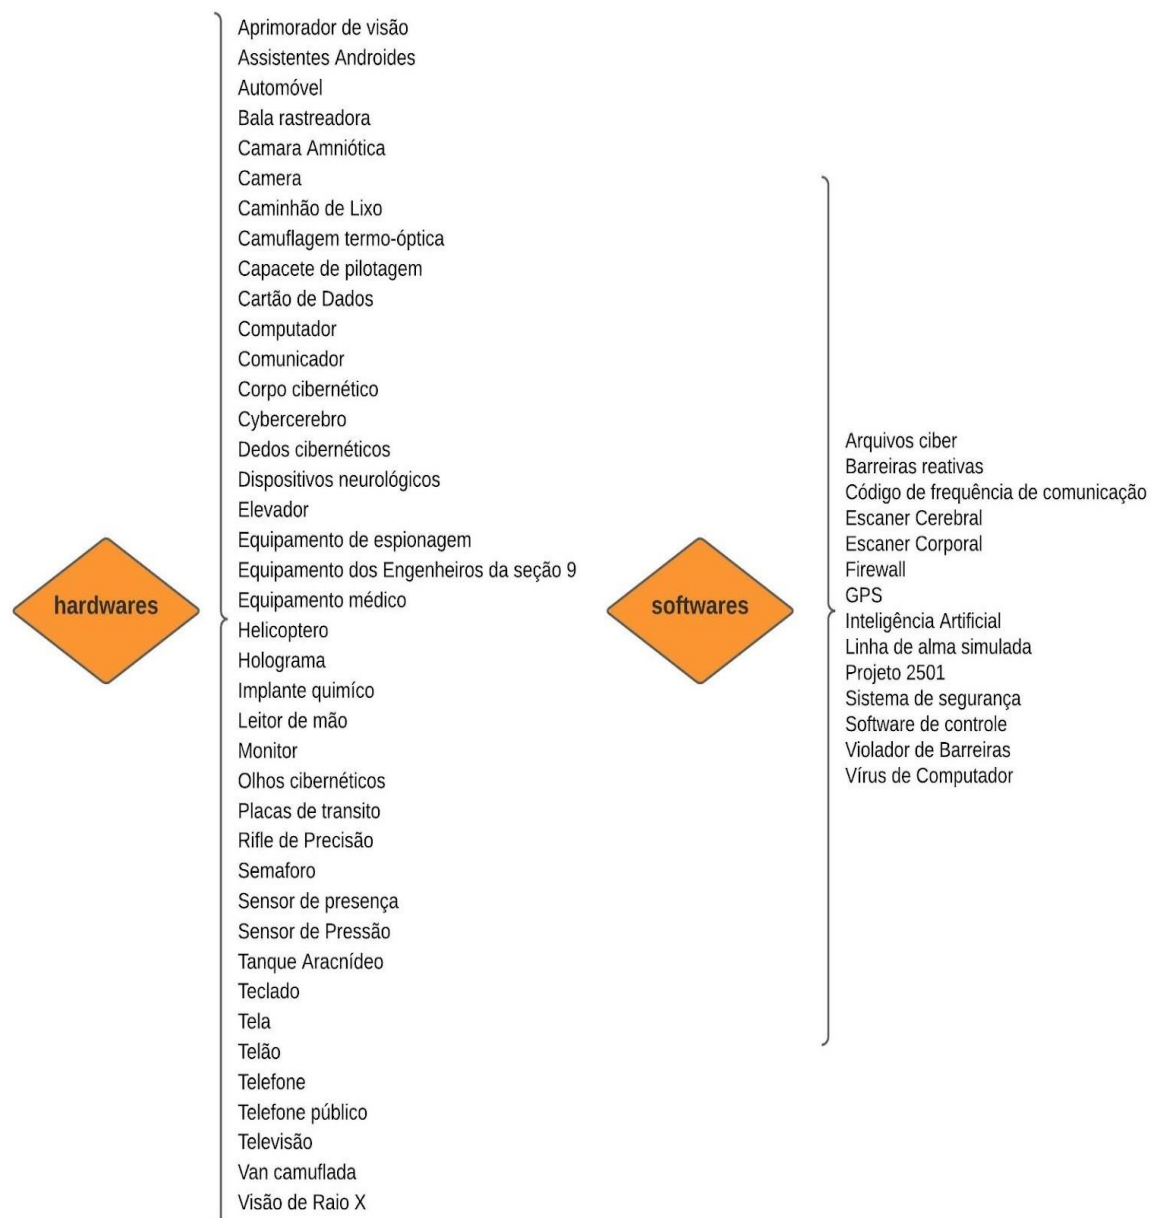 hardwares
Aprimorador de visão
Assistentes Androides
Automóvel
Bala rastreadora
Camara Amniótica
Camera
Caminhão de Lixo
Camuflagem termo-óptica
Capacete de pilotagem
Cartão de Dados
Computador
Comunicador
Corpo cibernético
Cybercerebro
Dedos cibernéticos
Dispositivos neurológicos
Elevador
Equipamento de espionagem
Equipamento dos Engenheiros da seção 9
Equipamento médico
Helicoptero
Holograma
Implante quimíco
Leitor de mão
Monitor
Olhos cibernéticos
Placas de transito
Rifle de Precisão
Semaforo
Sensor de presença
Sensor de Pressão
Tanque Aracnídeo
Teclado
Tela
Telão
Telefone
Telefone público
Televisão
Van camuflada
Visão de Raio X
softwares
Arquivos ciber
Barreiras reativas
Código de frequência de comunicação
Escaner Cerebral
Escaner Corporal
Firewall
GPS
Inteligência Artificial
Linha de alma simulada
Projeto 2501
Sistema de segurança
Software de controle
Violador de Barreiras
Vírus de Computador